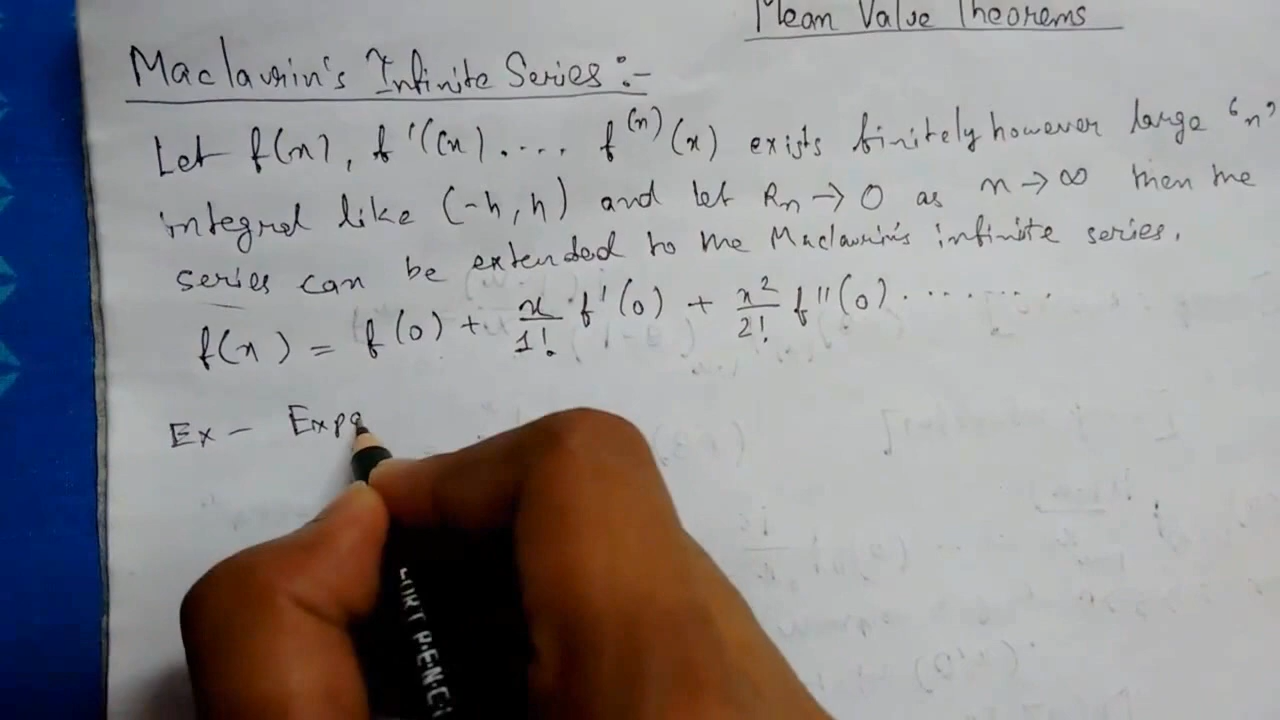 Mean Value Theorems
Maclaurin's Infinite Series :-
Let f(x), f'(x) .... f^(n)(x) exists finitely however large 'n'
integral like (-h, h) and let Rn → 0 as n → ∞ then the
series can be extended to the Maclaurin's infinite series.
f(x) = f(0) + x/1! . f'(0) + x²/2! f''(0) ........
Ex - Expa